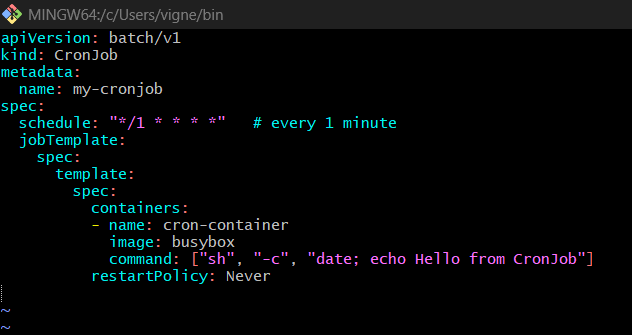 MINGW64:/c/Users/vigne/bin
apiVersion: batch/v1
kind: CronJob
metadata:
  name: my-cronjob
spec:
  schedule: "*/1 * * * *"   # every 1 minute
  jobTemplate:
    spec:
      template:
        spec:
          containers:
          - name: cron-container
            image: busybox
            command: ["sh", "-c", "date; echo Hello from CronJob"]
          restartPolicy: Never
~
~